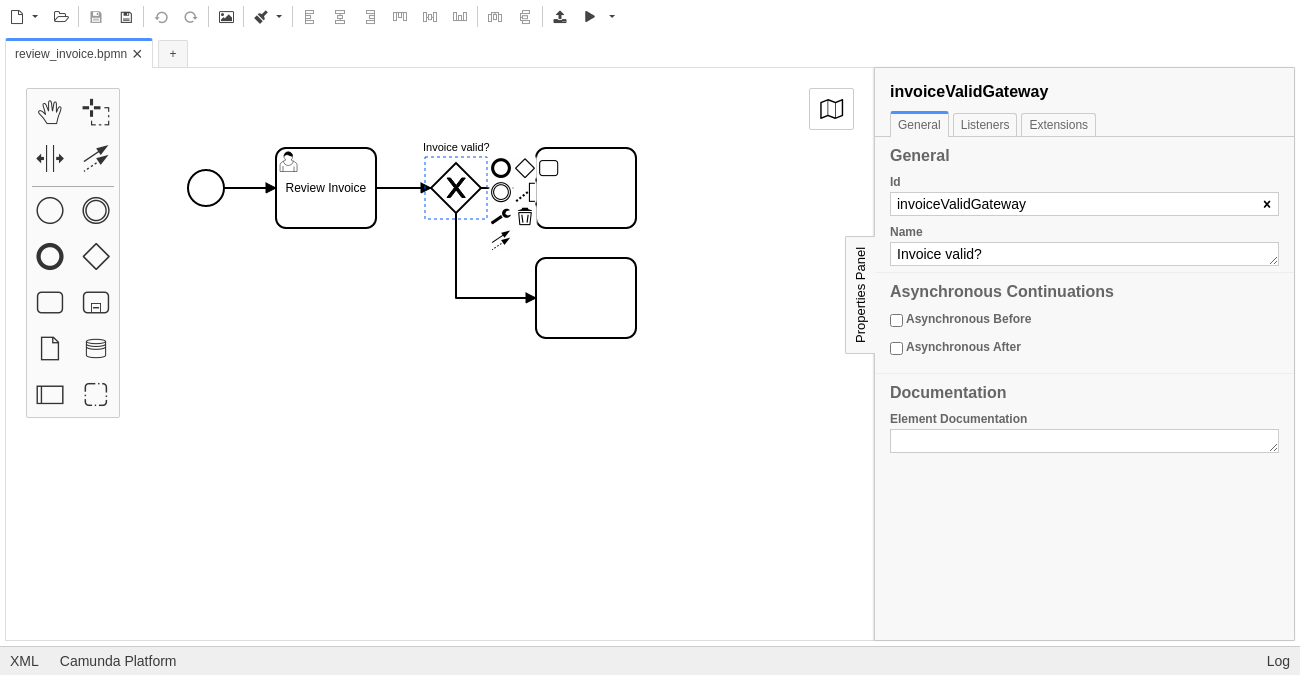 review_invoice.bpmn
+
Invoice valid?
Review Invoice
Properties Panel
invoiceValidGateway
General
Listeners
Extensions
General
Id
invoiceValidGateway
Name
Invoice valid?
Asynchronous Continuations
Asynchronous Before
Asynchronous After
Documentation
Element Documentation
XML
Camunda Platform
Log